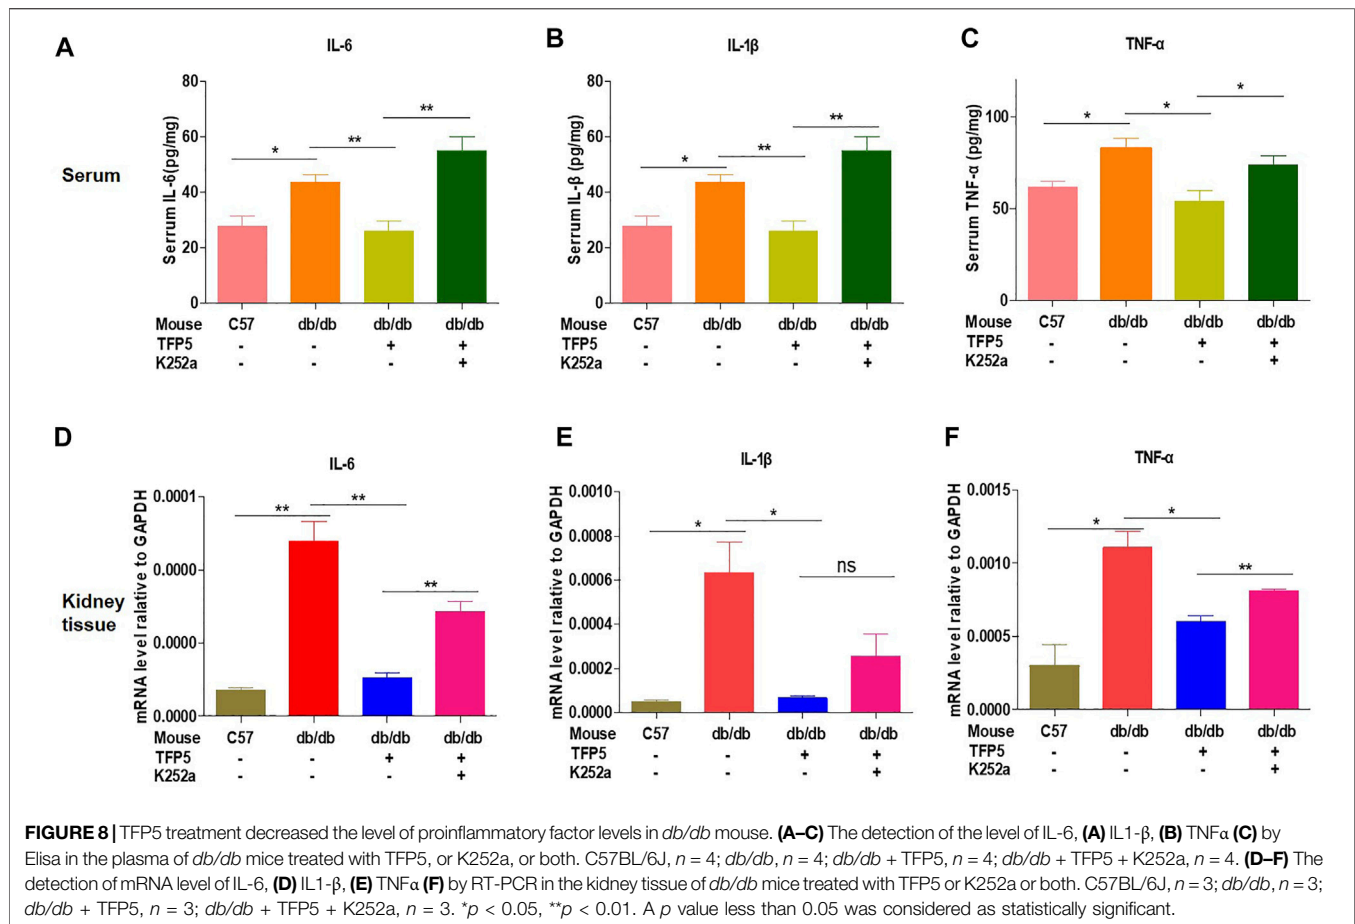 A
IL-6
Serum
Serrum IL-6(pg/mg)
80
60
40
20
0
*
**
**
Mouse C57 db/db db/db db/db
TFP5 - - + +
K252a - - - +
B
IL-1β
Serrum IL-β (pg/mg)
80
60
40
20
0
*
**
**
Mouse C57 db/db db/db db/db
TFP5 - - + +
K252a - - - +
C
TNF-α
Serum TNF-α (pg/mg)
100
50
0
*
*
*
Mouse C57 db/db db/db db/db
TFP5 - - + +
K252a - - - +
D
IL-6
Kidney
tissue
mRNA level ralative to GAPDH
0.0001
0.0000
0.0000
0.0000
**
**
**
Mouse C57 db/db db/db db/db
TFP5 - - + +
K252a - - - +
E
IL-1β
mRNA level ralative to GAPDH
0.0010
0.0008
0.0006
0.0004
0.0002
0.0000
*
*
ns
Mouse C57 db/db db/db db/db
TFP5 - - + +
K252a - - - +
F
TNF-α
mRNA level ralative to GAPDH
0.0015
0.0010
0.0005
0.0000
*
*
**
Mouse C57 db/db db/db db/db
TFP5 - - + +
K252a - - - +
FIGURE 8 | TFP5 treatment decreased the level of proinflammatory factor levels in db/db mouse. (A–C) The detection of the level of IL-6, (A) IL1-β, (B) TNFα (C) by
Elisa in the plasma of db/db mice treated with TFP5, or K252a, or both. C57BL/6J, n = 4; db/db, n = 4; db/db + TFP5, n = 4; db/db + TFP5 + K252a, n = 4. (D–F) The
detection of mRNA level of IL-6, (D) IL1-β, (E) TNFα (F) by RT-PCR in the kidney tissue of db/db mice treated with TFP5 or K252a or both. C57BL/6J, n = 3; db/db, n = 3;
db/db + TFP5, n = 3; db/db + TFP5 + K252a, n = 3. *p < 0.05, **p < 0.01. A p value less than 0.05 was considered as statistically significant.